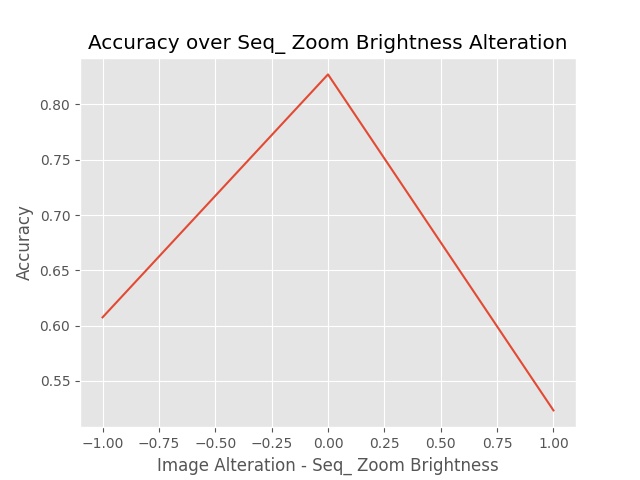 Accuracy over Seq_ Zoom Brightness Alteration
0.80
0.75
0.70
0.65
0.60
0.55
Accuracy
−1.00 −0.75 −0.50 −0.25 0.00 0.25 0.50 0.75 1.00
Image Alteration - Seq_ Zoom Brightness